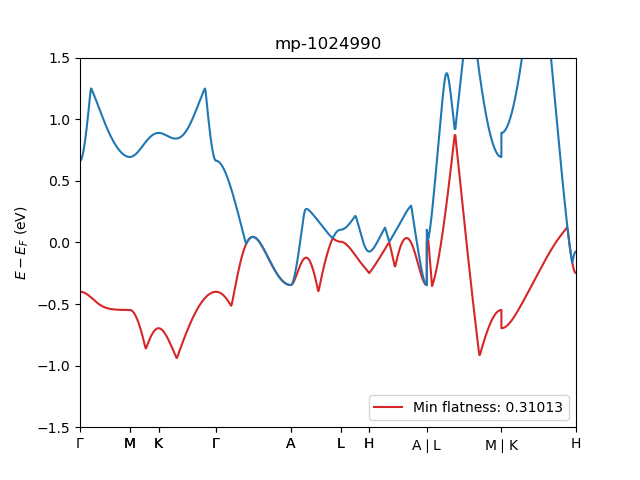 mp-1024990
1.5
1.0
0.5
0.0
−0.5
−1.0
−1.5
E − E_F (eV)
Min flatness: 0.31013
Γ M K Γ A L H A | L M | K H